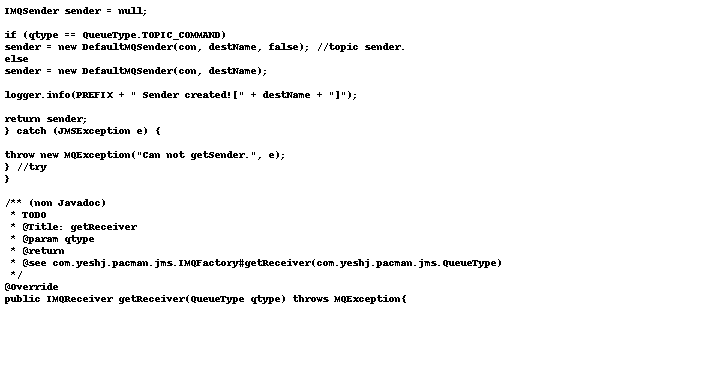 IMQSender sender = null;
if (qtype == QueueType.TOPIC_COMMAND)
sender = new DefaultMQSender(con, destName, false); //topic sender.
else
sender = new DefaultMQSender(con, destName);
logger.info(PREFIX + " Sender created![" + destName + "]");
return sender;
} catch (JMSException e) {
throw new MQException("Can not getSender.", e);
} //try
}
/** (non Javadoc)
* TODO
* @Title: getReceiver
* @param qtype
* @return
* @see com.yeshj.pacman.jms.IMQFactory#getReceiver(com.yeshj.pacman.jms.QueueType)
*/
@Override
public IMQReceiver getReceiver(QueueType qtype) throws MQException{